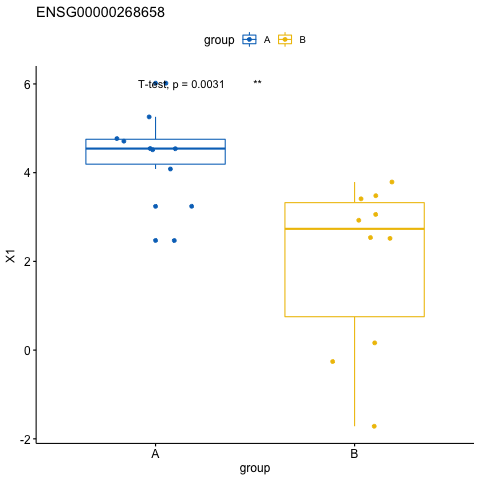 ENSG00000268658
group A B
T-test, p = 0.0031 **
6
4
2
0
-2
X1
A B
group